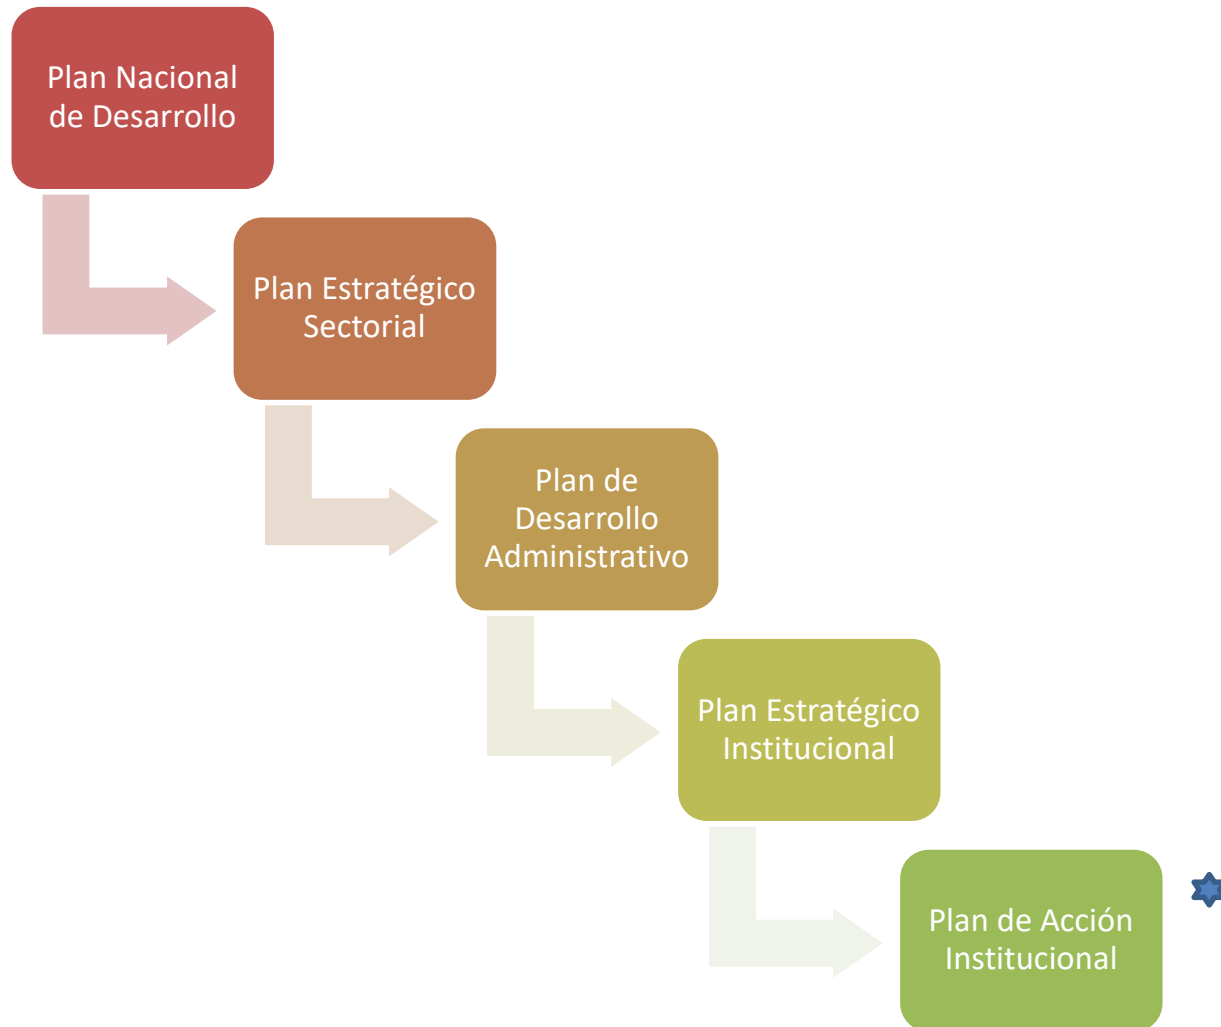 Plan Nacional
de Desarrollo
Plan Estratégico
Sectorial
Plan de
Desarrollo
Administrativo
Plan Estratégico
Institucional
Plan de Acción
Institucional